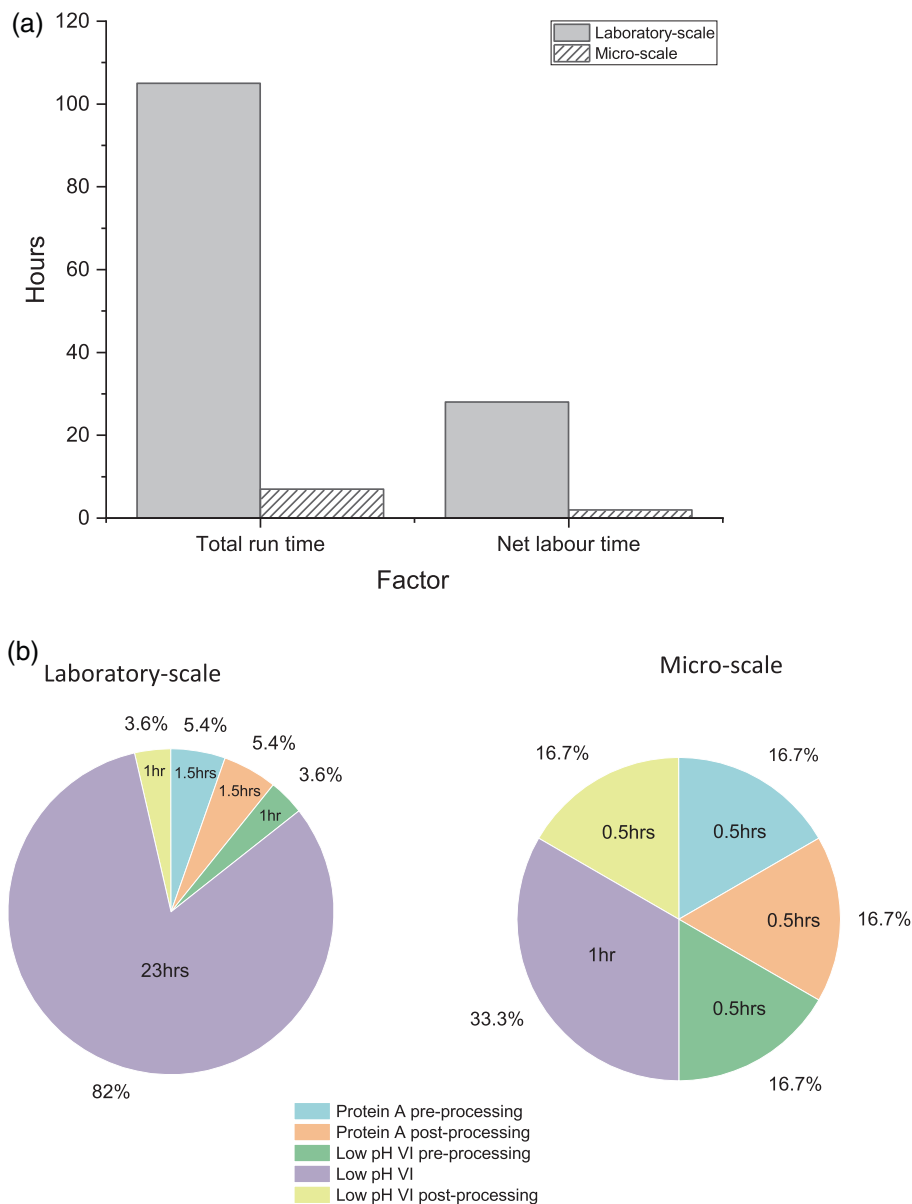 (a)
120
100
80
60
40
20
0
Hours
Laboratory-scale
Micro-scale
Total run time
Net labour time
Factor
(b)
Laboratory-scale
Micro-scale
3.6%
5.4%
5.4%
3.6%
1hr
1.5hrs
1.5hrs
1hr
23hrs
82%
16.7%
16.7%
0.5hrs
0.5hrs
0.5hrs
16.7%
1hr
0.5hrs
33.3%
16.7%
Protein A pre-processing
Protein A post-processing
Low pH VI pre-processing
Low pH VI
Low pH VI post-processing